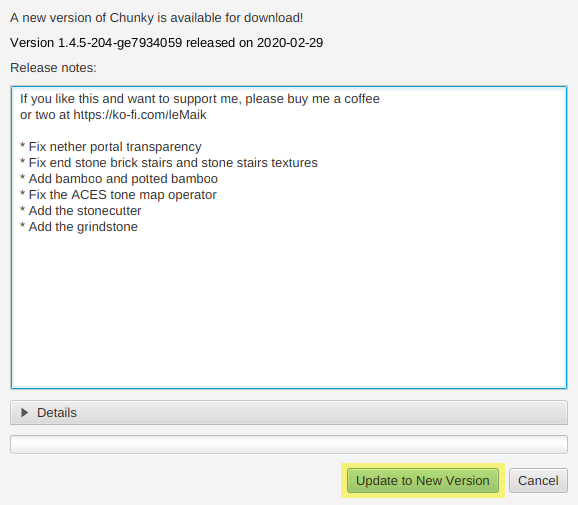 A new version of Chunky is available for download!
Version 1.4.5-204-ge7934059 released on 2020-02-29
Release notes:
If you like this and want to support me, please buy me a coffee
or two at https://ko-fi.com/leMaik
* Fix nether portal transparency
* Fix end stone brick stairs and stone stairs textures
* Add bamboo and potted bamboo
* Fix the ACES tone map operator
* Add the stonecutter
* Add the grindstone
Details
Update to New Version
Cancel